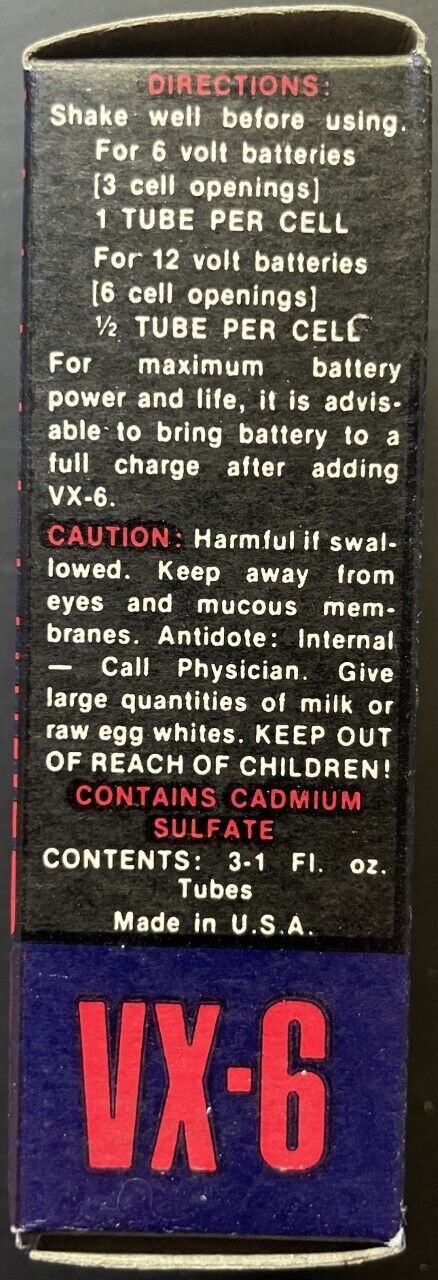 DIRECTIONS:
Shake well before using.
For 6 volt batteries
[3 cell openings]
1 TUBE PER CELL
For 12 volt batteries
[6 cell openings]
½ TUBE PER CELL
For maximum battery
power and life, it is advis-
able to bring battery to a
full charge after adding
VX-6.
CAUTION: Harmful if swal-
lowed. Keep away from
eyes and mucous mem-
branes. Antidote: Internal
— Call Physician. Give
large quantities of milk or
raw egg whites. KEEP OUT
OF REACH OF CHILDREN!
CONTAINS CADMIUM
SULFATE
CONTENTS: 3-1 Fl. oz.
Tubes
Made in U.S.A.
VX-6